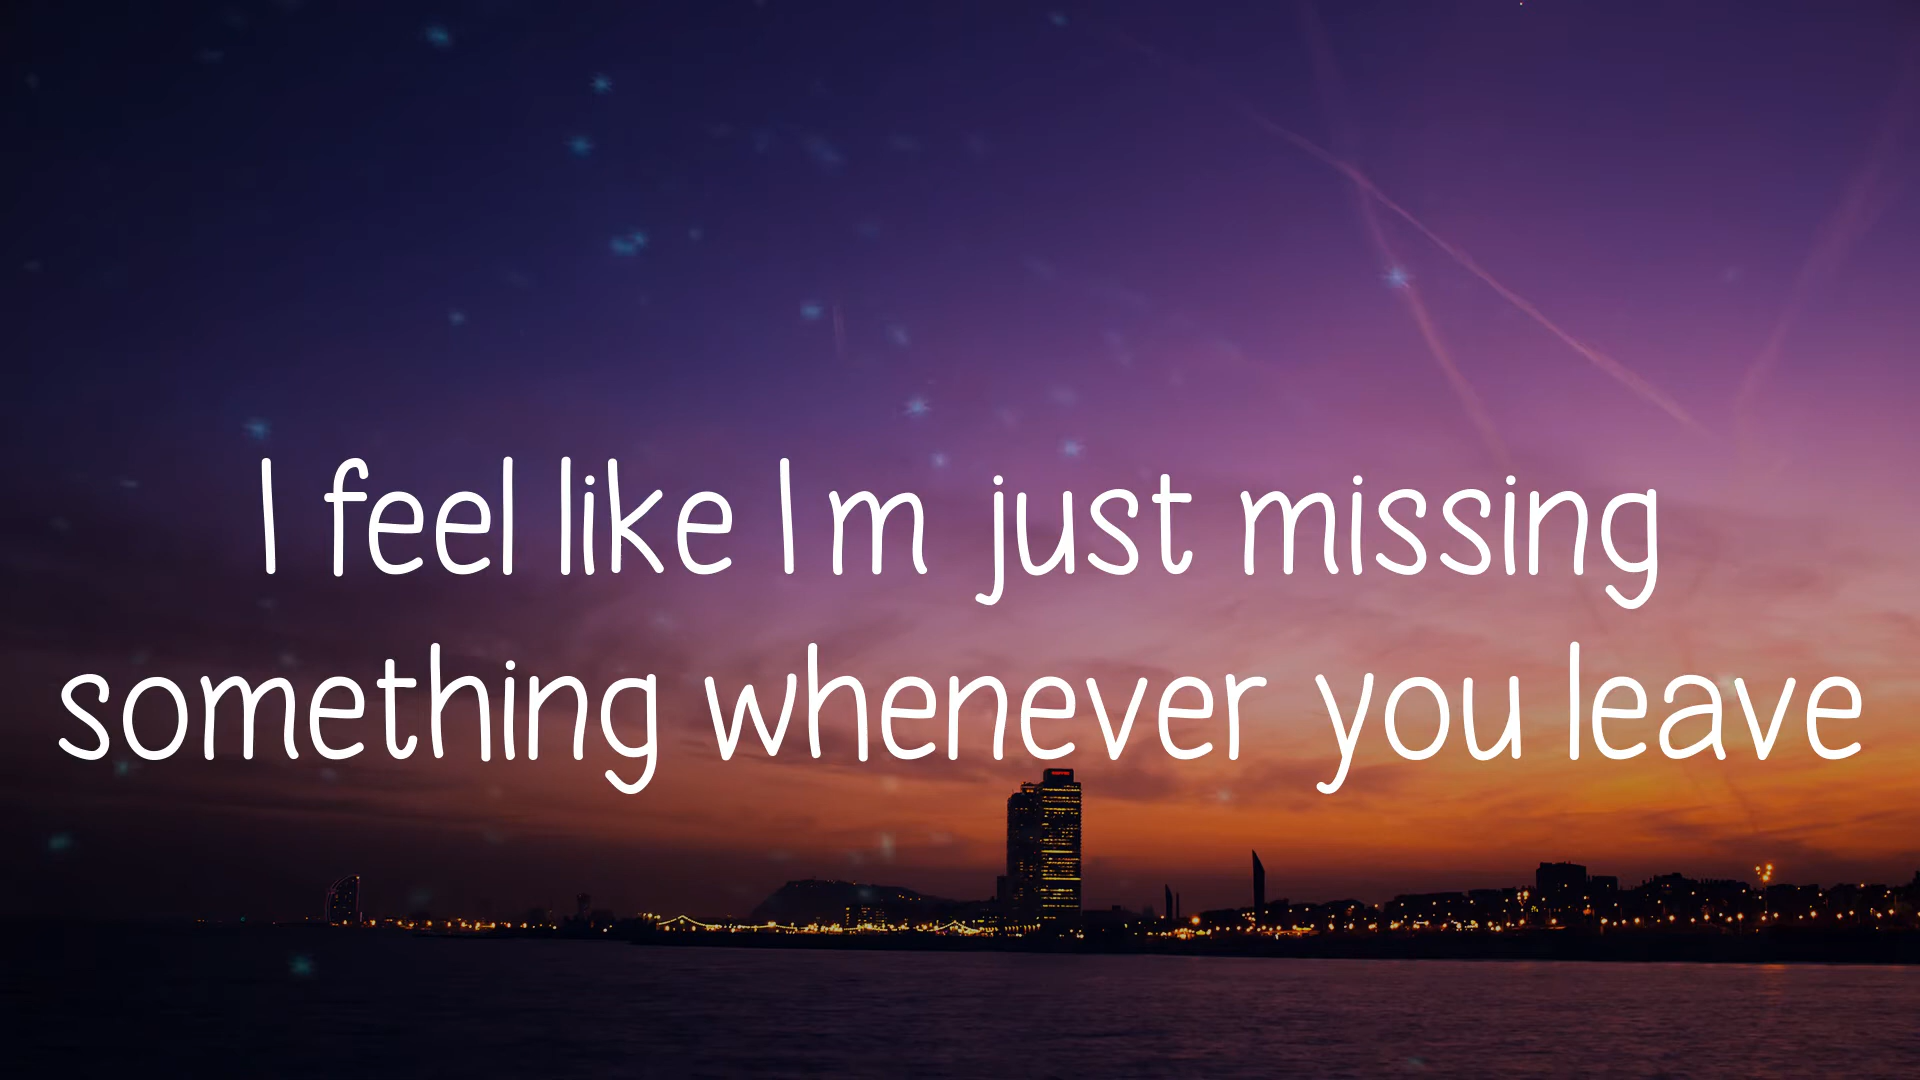 I feel like I m just missing
something whenever you leave